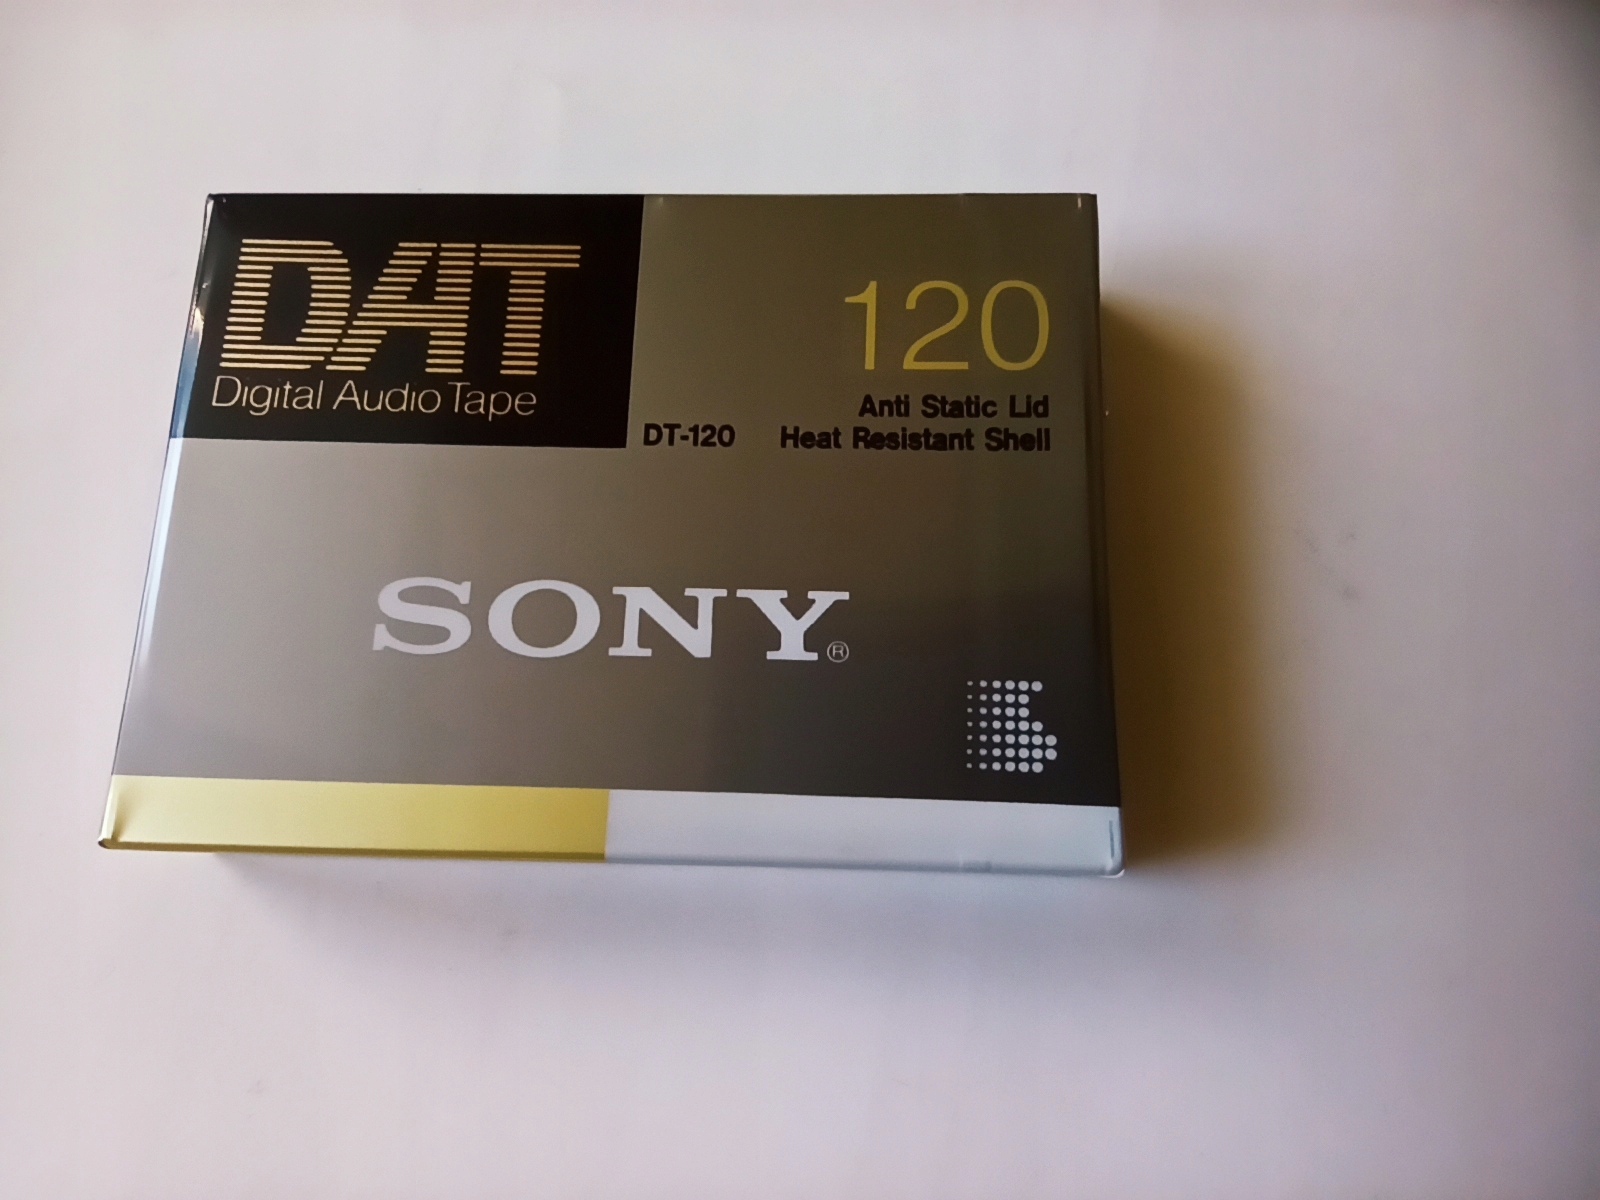 DAT
Digital Audio Tape
120
Anti Static Lid
DT-120 Heat Resistant Shell
SONY®